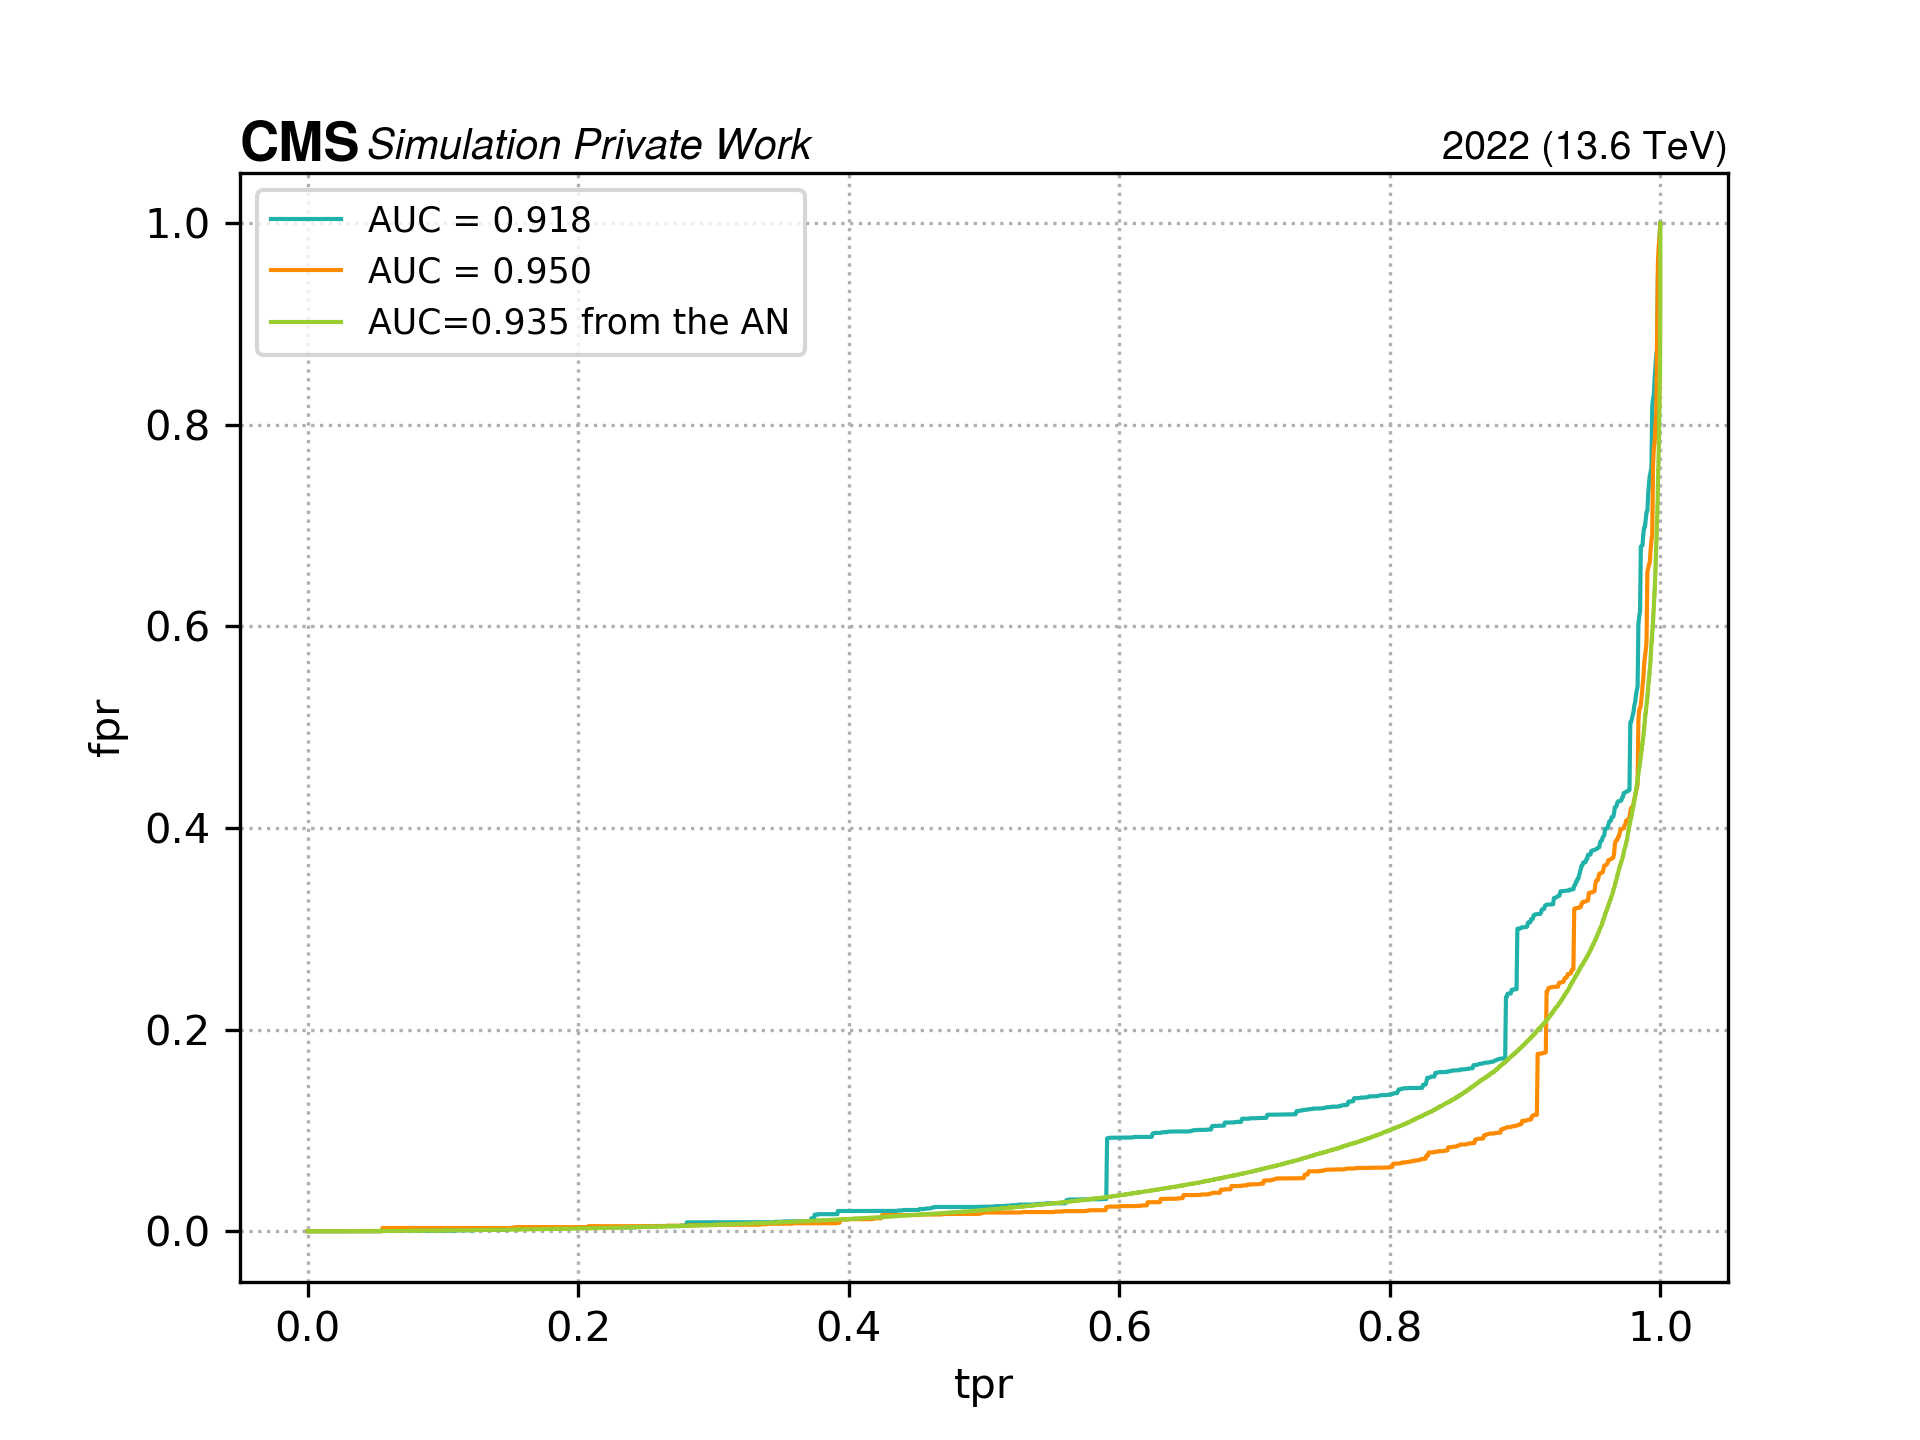 CMS Simulation Private Work 2022 (13.6 TeV)
AUC = 0.918
AUC = 0.950
AUC=0.935 from the AN
1.0
0.8
0.6
0.4
0.2
0.0
fpr
0.0 0.2 0.4 0.6 0.8 1.0
tpr